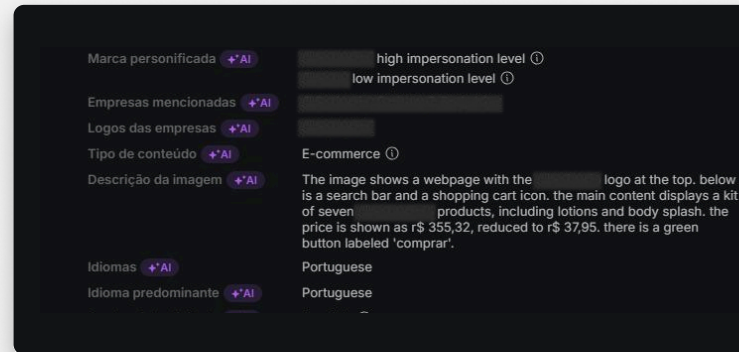 Marca personificada AI high impersonation level
low impersonation level
Empresas mencionadas AI
Logos das empresas AI
Tipo de conteúdo AI E-commerce
Descrição da imagem AI The image shows a webpage with the logo at the top. below
is a search bar and a shopping cart icon. the main content displays a kit
of seven products, including lotions and body splash. the
price is shown as r$ 355,32, reduced to r$ 37,95. there is a green
button labeled 'comprar'.
Idiomas AI Portuguese
Idioma predominante AI Portuguese